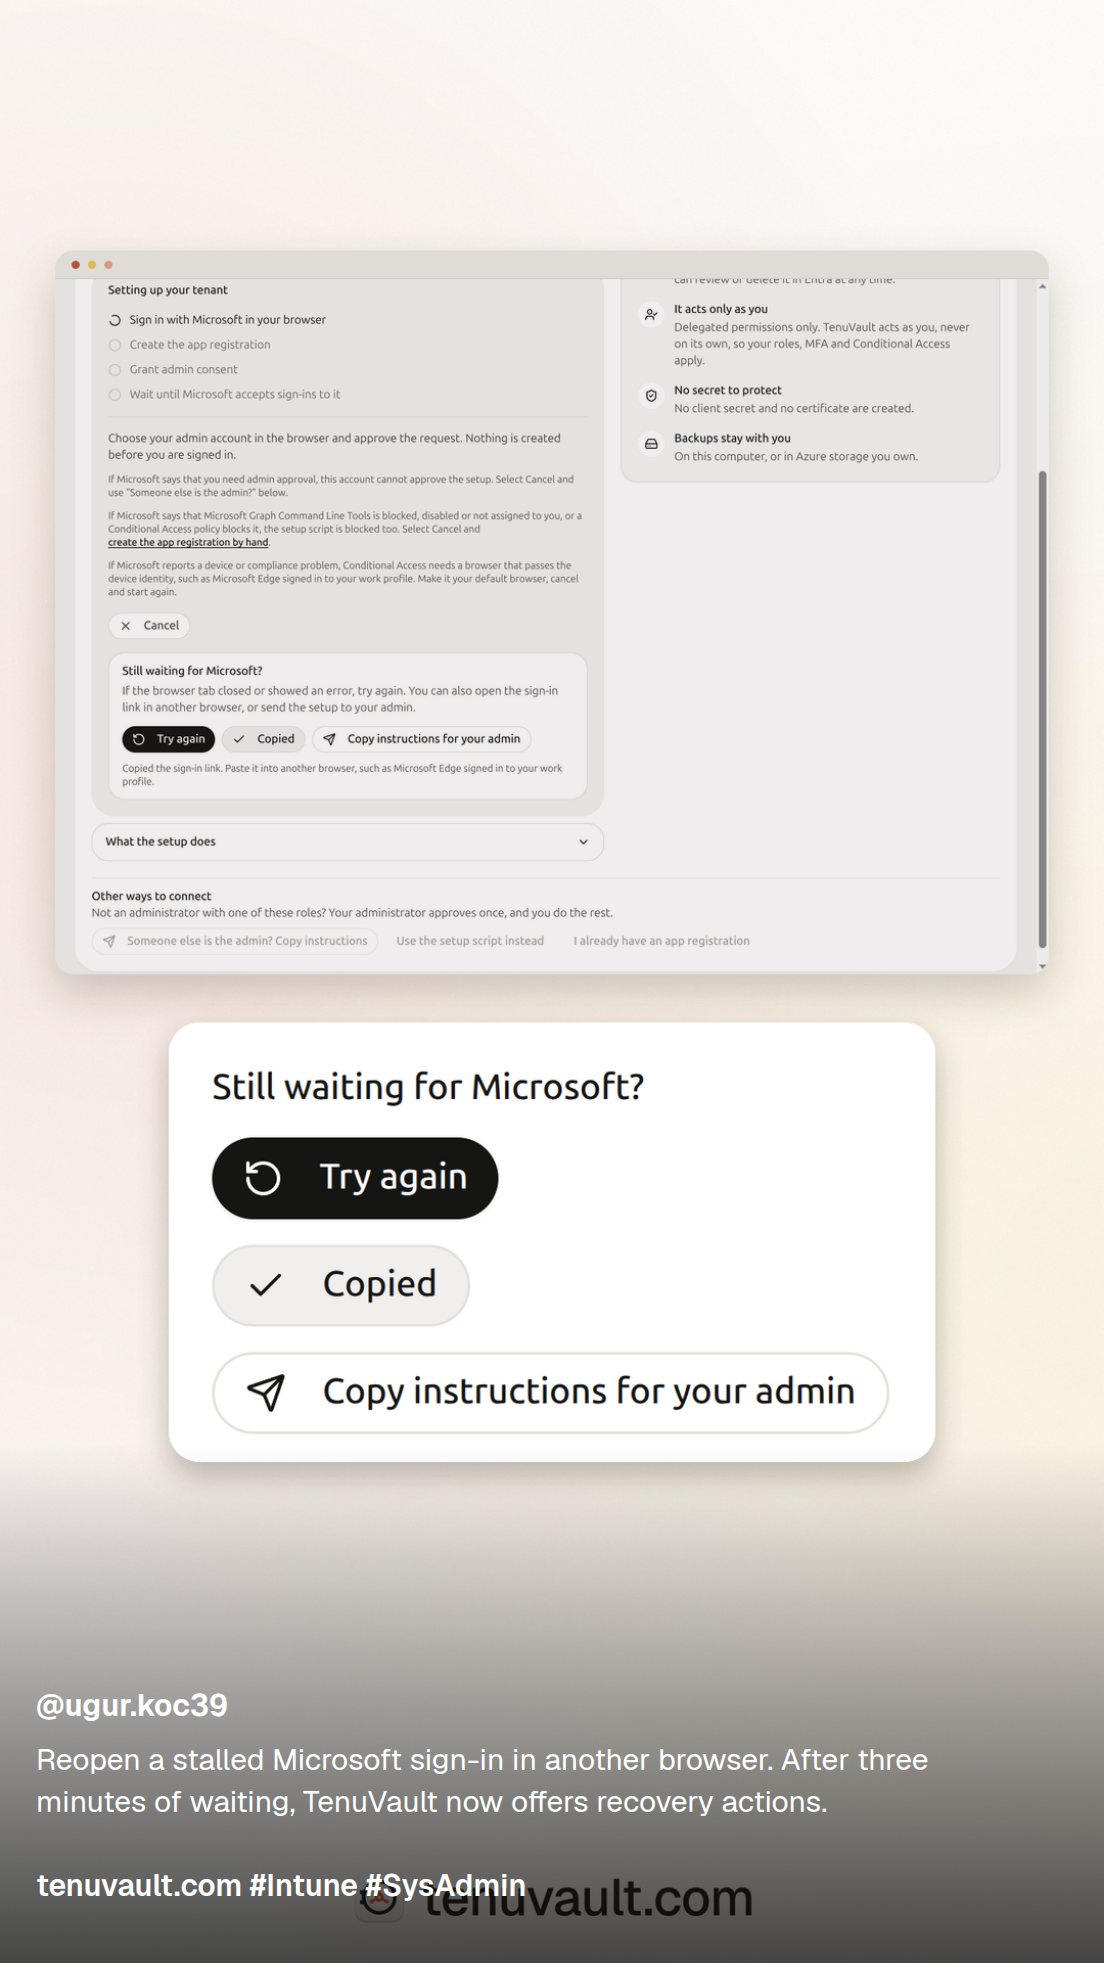 Setting up your tenant
Sign in with Microsoft in your browser
Create the app registration
Grant admin consent
Wait until Microsoft accepts sign-ins to it
Choose your admin account in the browser and approve the request. Nothing is created
before you are signed in.
If Microsoft says that you need admin approval, this account cannot approve the setup. Select Cancel and
use "Someone else is the admin?" below.
If Microsoft says that Microsoft Graph Command Line Tools is blocked, disabled or not assigned to you, or a
Conditional Access policy blocks it, the setup script is blocked too. Select Cancel and
create the app registration by hand.
If Microsoft reports a device or compliance problem, Conditional Access needs a browser that passes the
device identity, such as Microsoft Edge signed in to your work profile. Make it your default browser, cancel
and start again.
Cancel
Still waiting for Microsoft?
If the browser tab closed or showed an error, try again. You can also open the sign-in
link in another browser, or send the setup to your admin.
Try again
Copied
Copy instructions for your admin
Copied the sign-in link. Paste it into another browser, such as Microsoft Edge signed in to your work
profile.
What the setup does
can review or delete it in Entra at any time.
It acts only as you
Delegated permissions only. TenuVault acts as you, never
on its own, so your roles, MFA and Conditional Access
apply.
No secret to protect
No client secret and no certificate are created.
Backups stay with you
On this computer, or in Azure storage you own.
Other ways to connect
Not an administrator with one of these roles? Your administrator approves once, and you do the rest.
Someone else is the admin? Copy instructions
Use the setup script instead
I already have an app registration
Still waiting for Microsoft?
Try again
Copied
Copy instructions for your admin
@ugur.koc39
Reopen a stalled Microsoft sign-in in another browser. After three
minutes of waiting, TenuVault now offers recovery actions.
tenuvault.com #Intune #SysAdmin
tenuvault.com